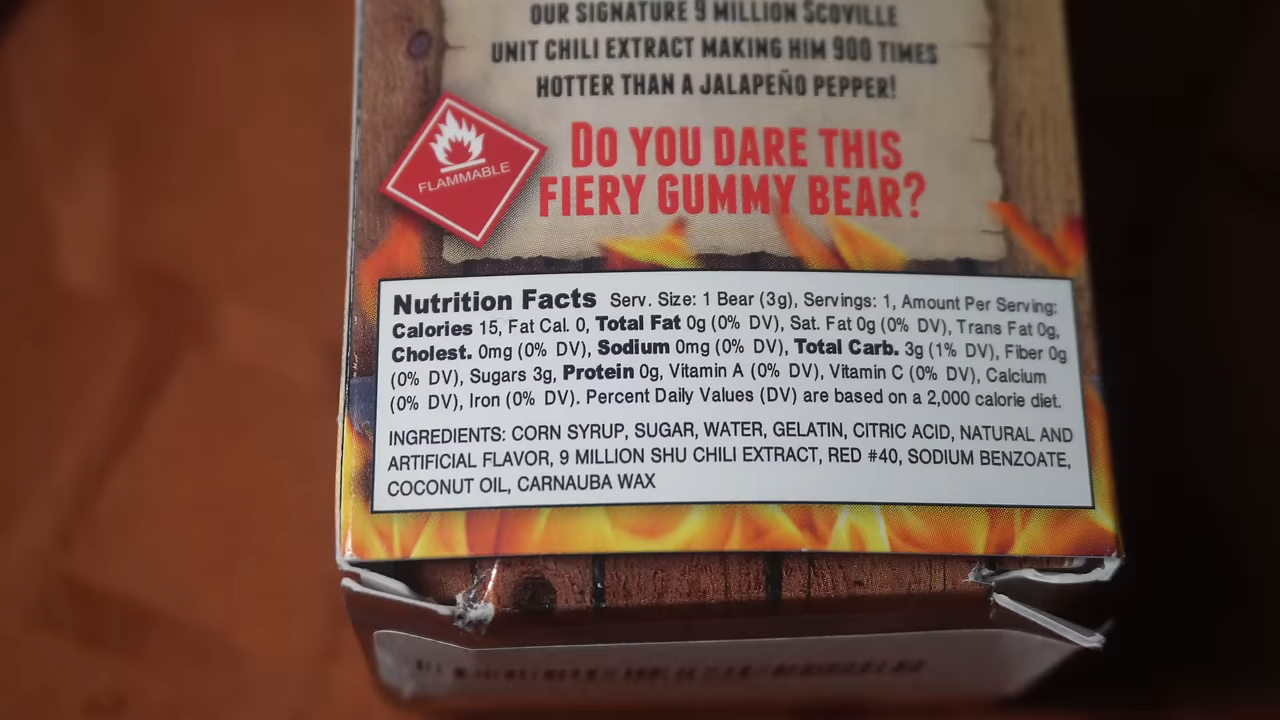 OUR SIGNATURE 9 MILLION SCOVILLE
UNIT CHILI EXTRACT MAKING HIM 900 TIMES
HOTTER THAN A JALAPEÑO PEPPER!
FLAMMABLE
DO YOU DARE THIS
FIERY GUMMY BEAR?
Nutrition Facts Serv. Size: 1 Bear (3g), Servings: 1, Amount Per Serving:
Calories 15, Fat Cal. 0, Total Fat 0g (0% DV), Sat. Fat 0g (0% DV), Trans Fat 0g,
Cholest. 0mg (0% DV), Sodium 0mg (0% DV), Total Carb. 3g (1% DV), Fiber 0g
(0% DV), Sugars 3g, Protein 0g, Vitamin A (0% DV), Vitamin C (0% DV), Calcium
(0% DV), Iron (0% DV). Percent Daily Values (DV) are based on a 2,000 calorie diet.
INGREDIENTS: CORN SYRUP, SUGAR, WATER, GELATIN, CITRIC ACID, NATURAL AND
ARTIFICIAL FLAVOR, 9 MILLION SHU CHILI EXTRACT, RED #40, SODIUM BENZOATE,
COCONUT OIL, CARNAUBA WAX